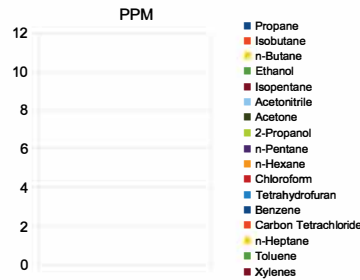 PPM
12
10
8
6
4
2
0
Propane
Isobutane
n-Butane
Ethanol
Isopentane
Acetonitrile
Acetone
2-Propanol
n-Pentane
n-Hexane
Chloroform
Tetrahydrofuran
Benzene
Carbon Tetrachloride
n-Heptane
Toluene
Xylenes